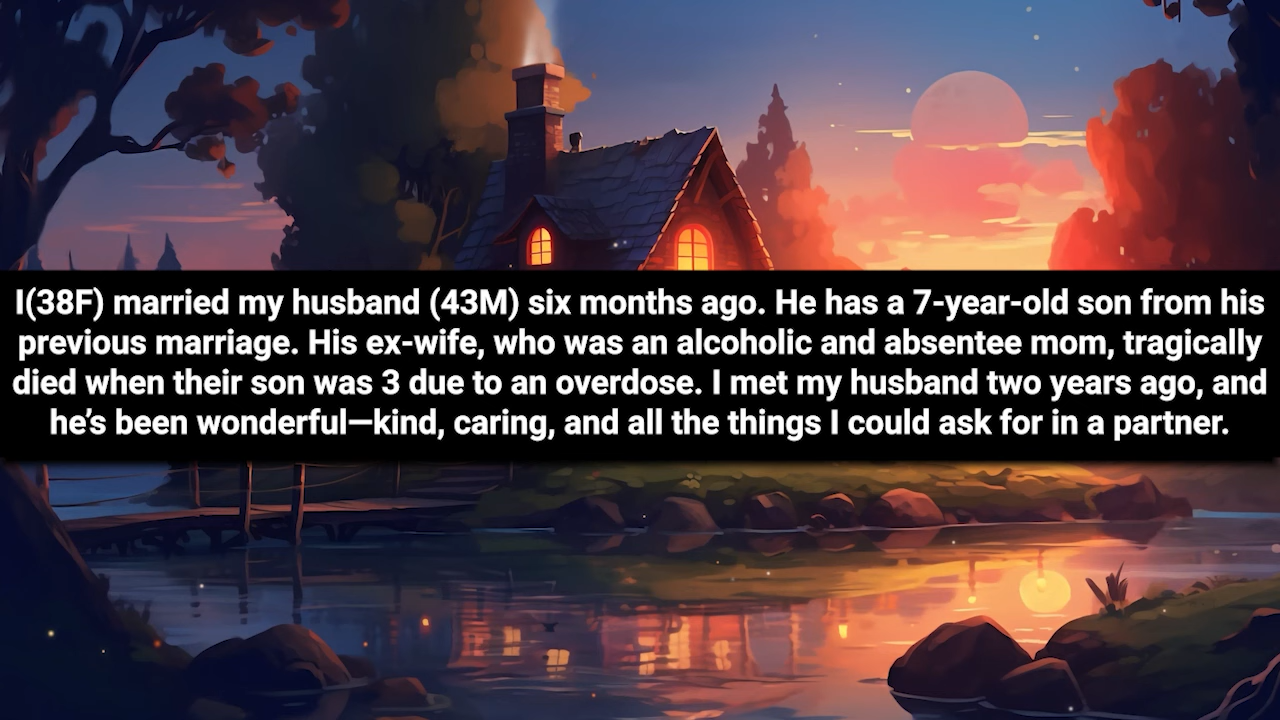 I(38F) married my husband (43M) six months ago. He has a 7-year-old son from his
previous marriage. His ex-wife, who was an alcoholic and absentee mom, tragically
died when their son was 3 due to an overdose. I met my husband two years ago, and
he’s been wonderful—kind, caring, and all the things I could ask for in a partner.